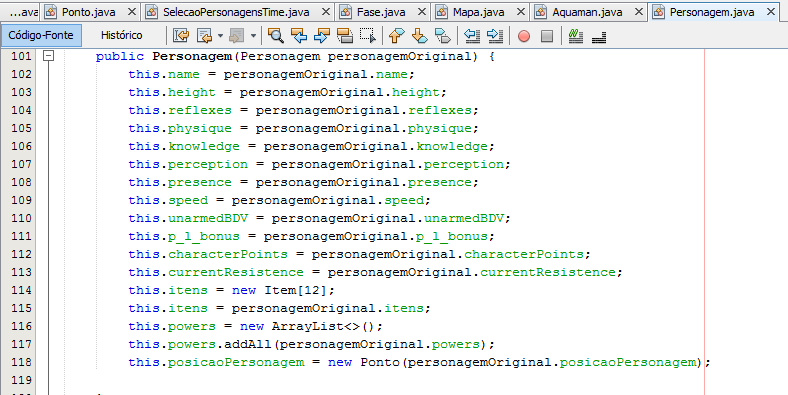 ...ava Ponto.java SelecaoPersonagensTime.java Fase.java Mapa.java Aquaman.java Personagem.java
Código-Fonte Histórico
101 public Personagem(Personagem personagemOriginal) {
102 this.name = personagemOriginal.name;
103 this.height = personagemOriginal.height;
104 this.reflexes = personagemOriginal.reflexes;
105 this.physique = personagemOriginal.physique;
106 this.knowledge = personagemOriginal.knowledge;
107 this.perception = personagemOriginal.perception;
108 this.presence = personagemOriginal.presence;
109 this.speed = personagemOriginal.speed;
110 this.unarmedBDV = personagemOriginal.unarmedBDV;
111 this.p_l_bonus = personagemOriginal.p_l_bonus;
112 this.characterPoints = personagemOriginal.characterPoints;
113 this.currentResistence = personagemOriginal.currentResistence;
114 this.itens = new Item[12];
115 this.itens = personagemOriginal.itens;
116 this.powers = new ArrayList<>();
117 this.powers.addAll(personagemOriginal.powers);
118 this.posicaoPersonagem = new Ponto(personagemOriginal.posicaoPersonagem);
119